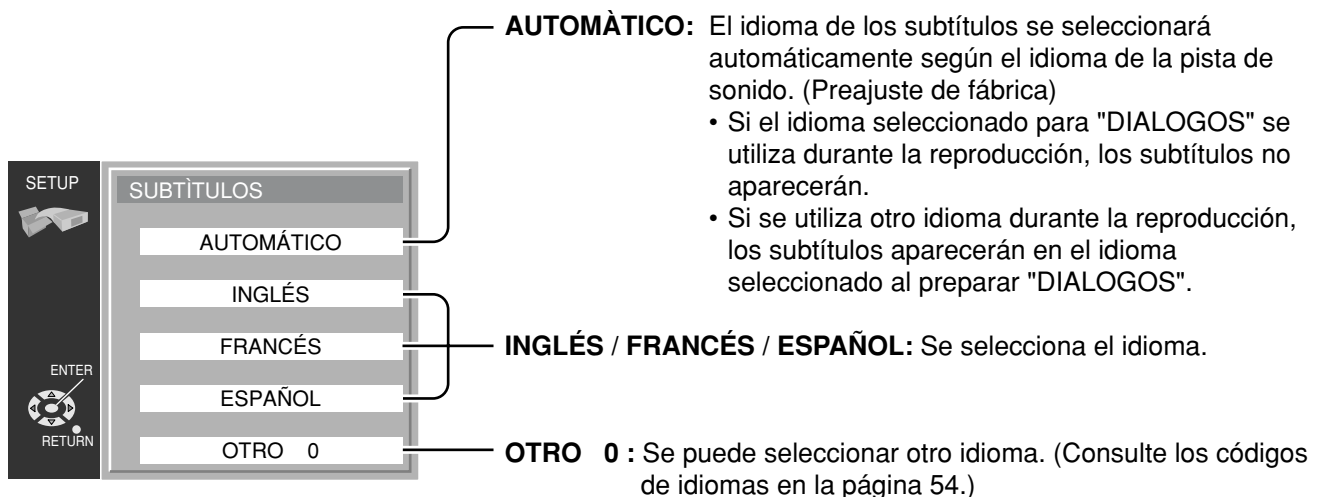 AUTOMÀTICO: El idioma de los subtítulos se seleccionará
automáticamente según el idioma de la pista de
sonido. (Preajuste de fábrica)
• Si el idioma seleccionado para "DIALOGOS" se
utiliza durante la reproducción, los subtítulos no
aparecerán.
• Si se utiliza otro idioma durante la reproducción,
los subtítulos aparecerán en el idioma
seleccionado al preparar "DIALOGOS".
SETUP
SUBTÌTULOS
AUTOMÁTICO
INGLÉS
FRANCÉS
ESPAÑOL
OTRO 0
ENTER
RETURN
INGLÉS / FRANCÉS / ESPAÑOL: Se selecciona el idioma.
OTRO 0 : Se puede seleccionar otro idioma. (Consulte los códigos
de idiomas en la página 54.)